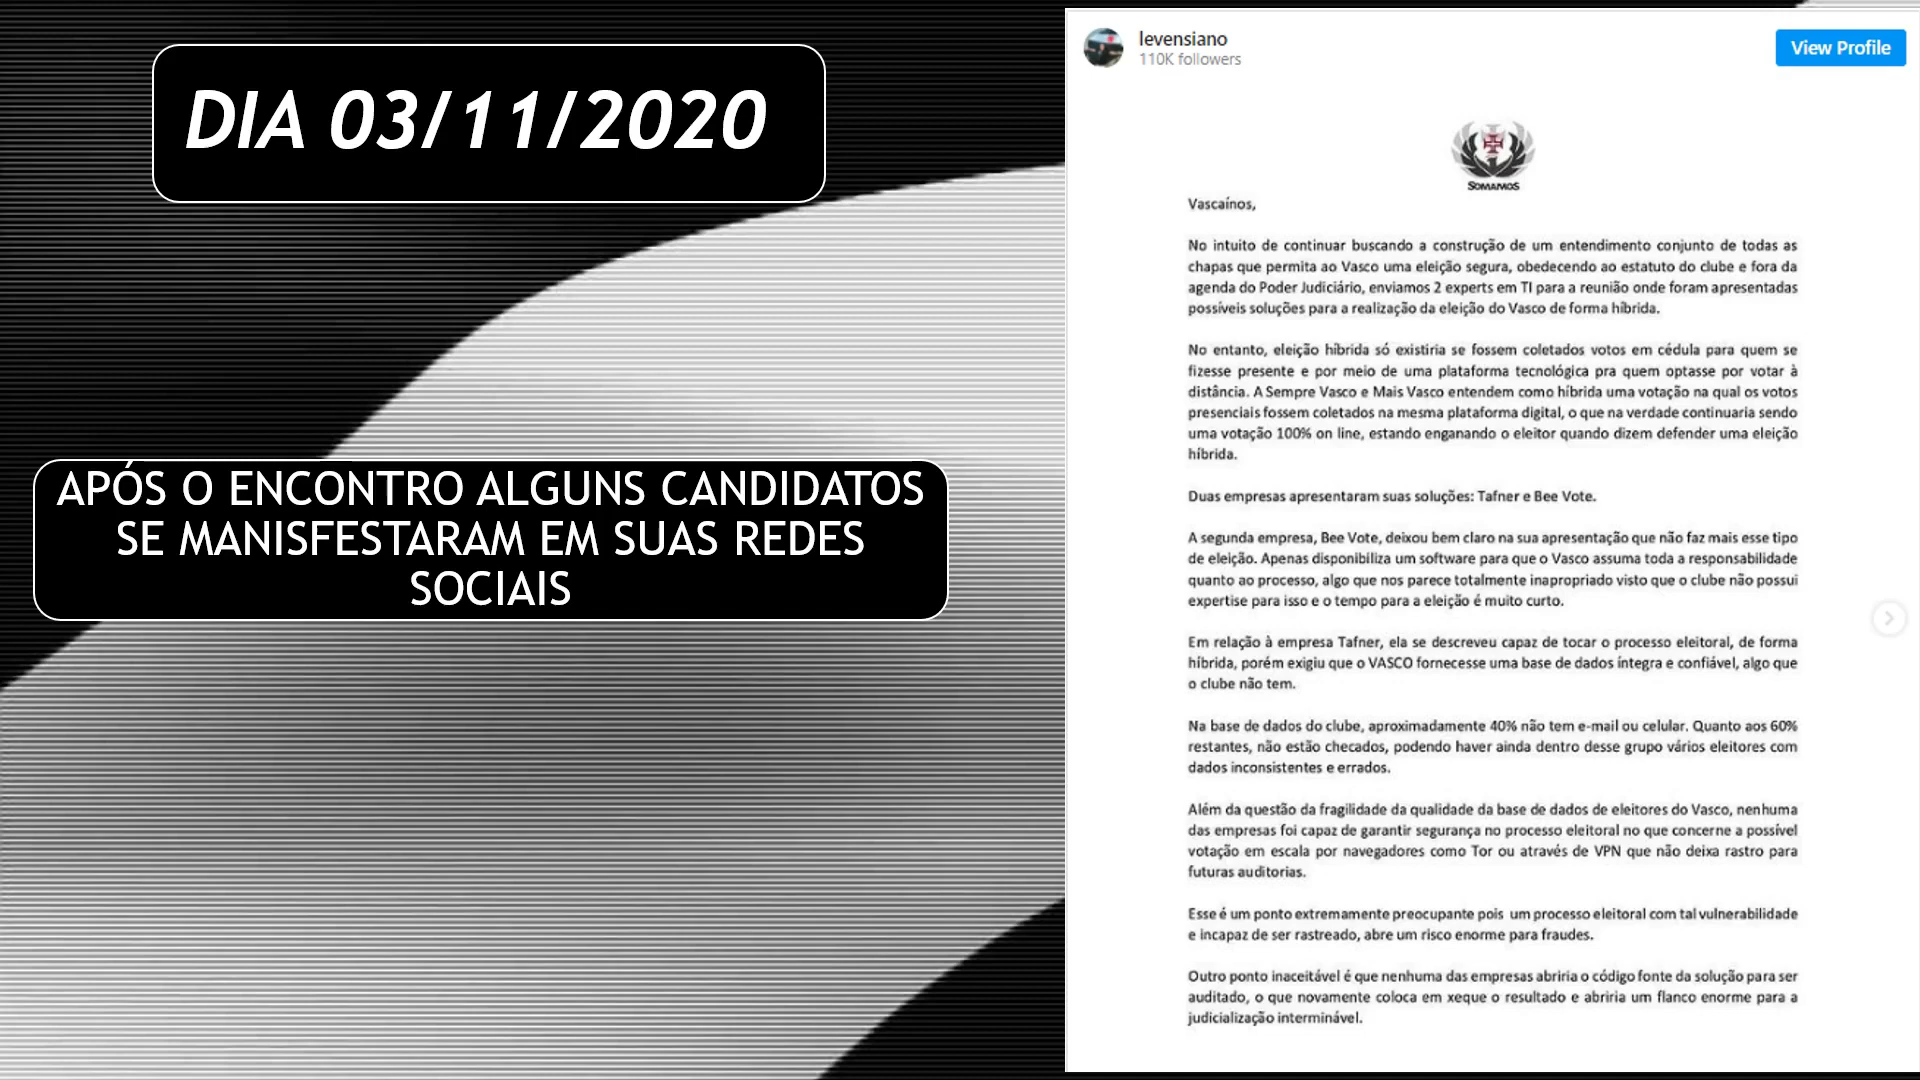 DIA 03/11/2020
APÓS O ENCONTRO ALGUNS CANDIDATOS
SE MANISFESTARAM EM SUAS REDES
SOCIAIS
levensiano
110K followers
View Profile
SOMAMOS
Vascaínos,
No intuito de continuar buscando a construção de um entendimento conjunto de todas as
chapas que permita ao Vasco uma eleição segura, obedecendo ao estatuto do clube e fora da
agenda do Poder Judiciário, enviamos 2 experts em TI para a reunião onde foram apresentadas
possíveis soluções para a realização da eleição do Vasco de forma híbrida.
No entanto, eleição híbrida só existiria se fossem coletados votos em cédula para quem se
fizesse presente e por meio de uma plataforma tecnológica pra quem optasse por votar à
distância. A Sempre Vasco e Mais Vasco entendem como híbrida uma votação na qual os votos
presenciais fossem coletados na mesma plataforma digital, o que na verdade continuaria sendo
uma votação 100% on line, estando enganando o eleitor quando dizem defender uma eleição
híbrida.
Duas empresas apresentaram suas soluções: Tafner e Bee Vote.
A segunda empresa, Bee Vote, deixou bem claro na sua apresentação que não faz mais esse tipo
de eleição. Apenas disponibiliza um software para que o Vasco assuma toda a responsabilidade
quanto ao processo, algo que nos parece totalmente inapropriado visto que o clube não possui
expertise para isso e o tempo para a eleição é muito curto.
Em relação à empresa Tafner, ela se descreveu capaz de tocar o processo eleitoral, de forma
híbrida, porém exigiu que o VASCO fornecesse uma base de dados íntegra e confiável, algo que
o clube não tem.
Na base de dados do clube, aproximadamente 40% não tem e-mail ou celular. Quanto aos 60%
restantes, não estão checados, podendo haver ainda dentro desse grupo vários eleitores com
dados inconsistentes e errados.
Além da questão da fragilidade da qualidade da base de dados de eleitores do Vasco, nenhuma
das empresas foi capaz de garantir segurança no processo eleitoral no que concerne a possível
votação em escala por navegadores como Tor ou através de VPN que não deixa rastro para
futuras auditorias.
Esse é um ponto extremamente preocupante pois um processo eleitoral com tal vulnerabilidade
e incapaz de ser rastreado, abre um risco enorme para fraudes.
Outro ponto inaceitável é que nenhuma das empresas abriria o código fonte da solução para ser
auditado, o que novamente coloca em xeque o resultado e abriria um flanco enorme para a
judicialização interminável.